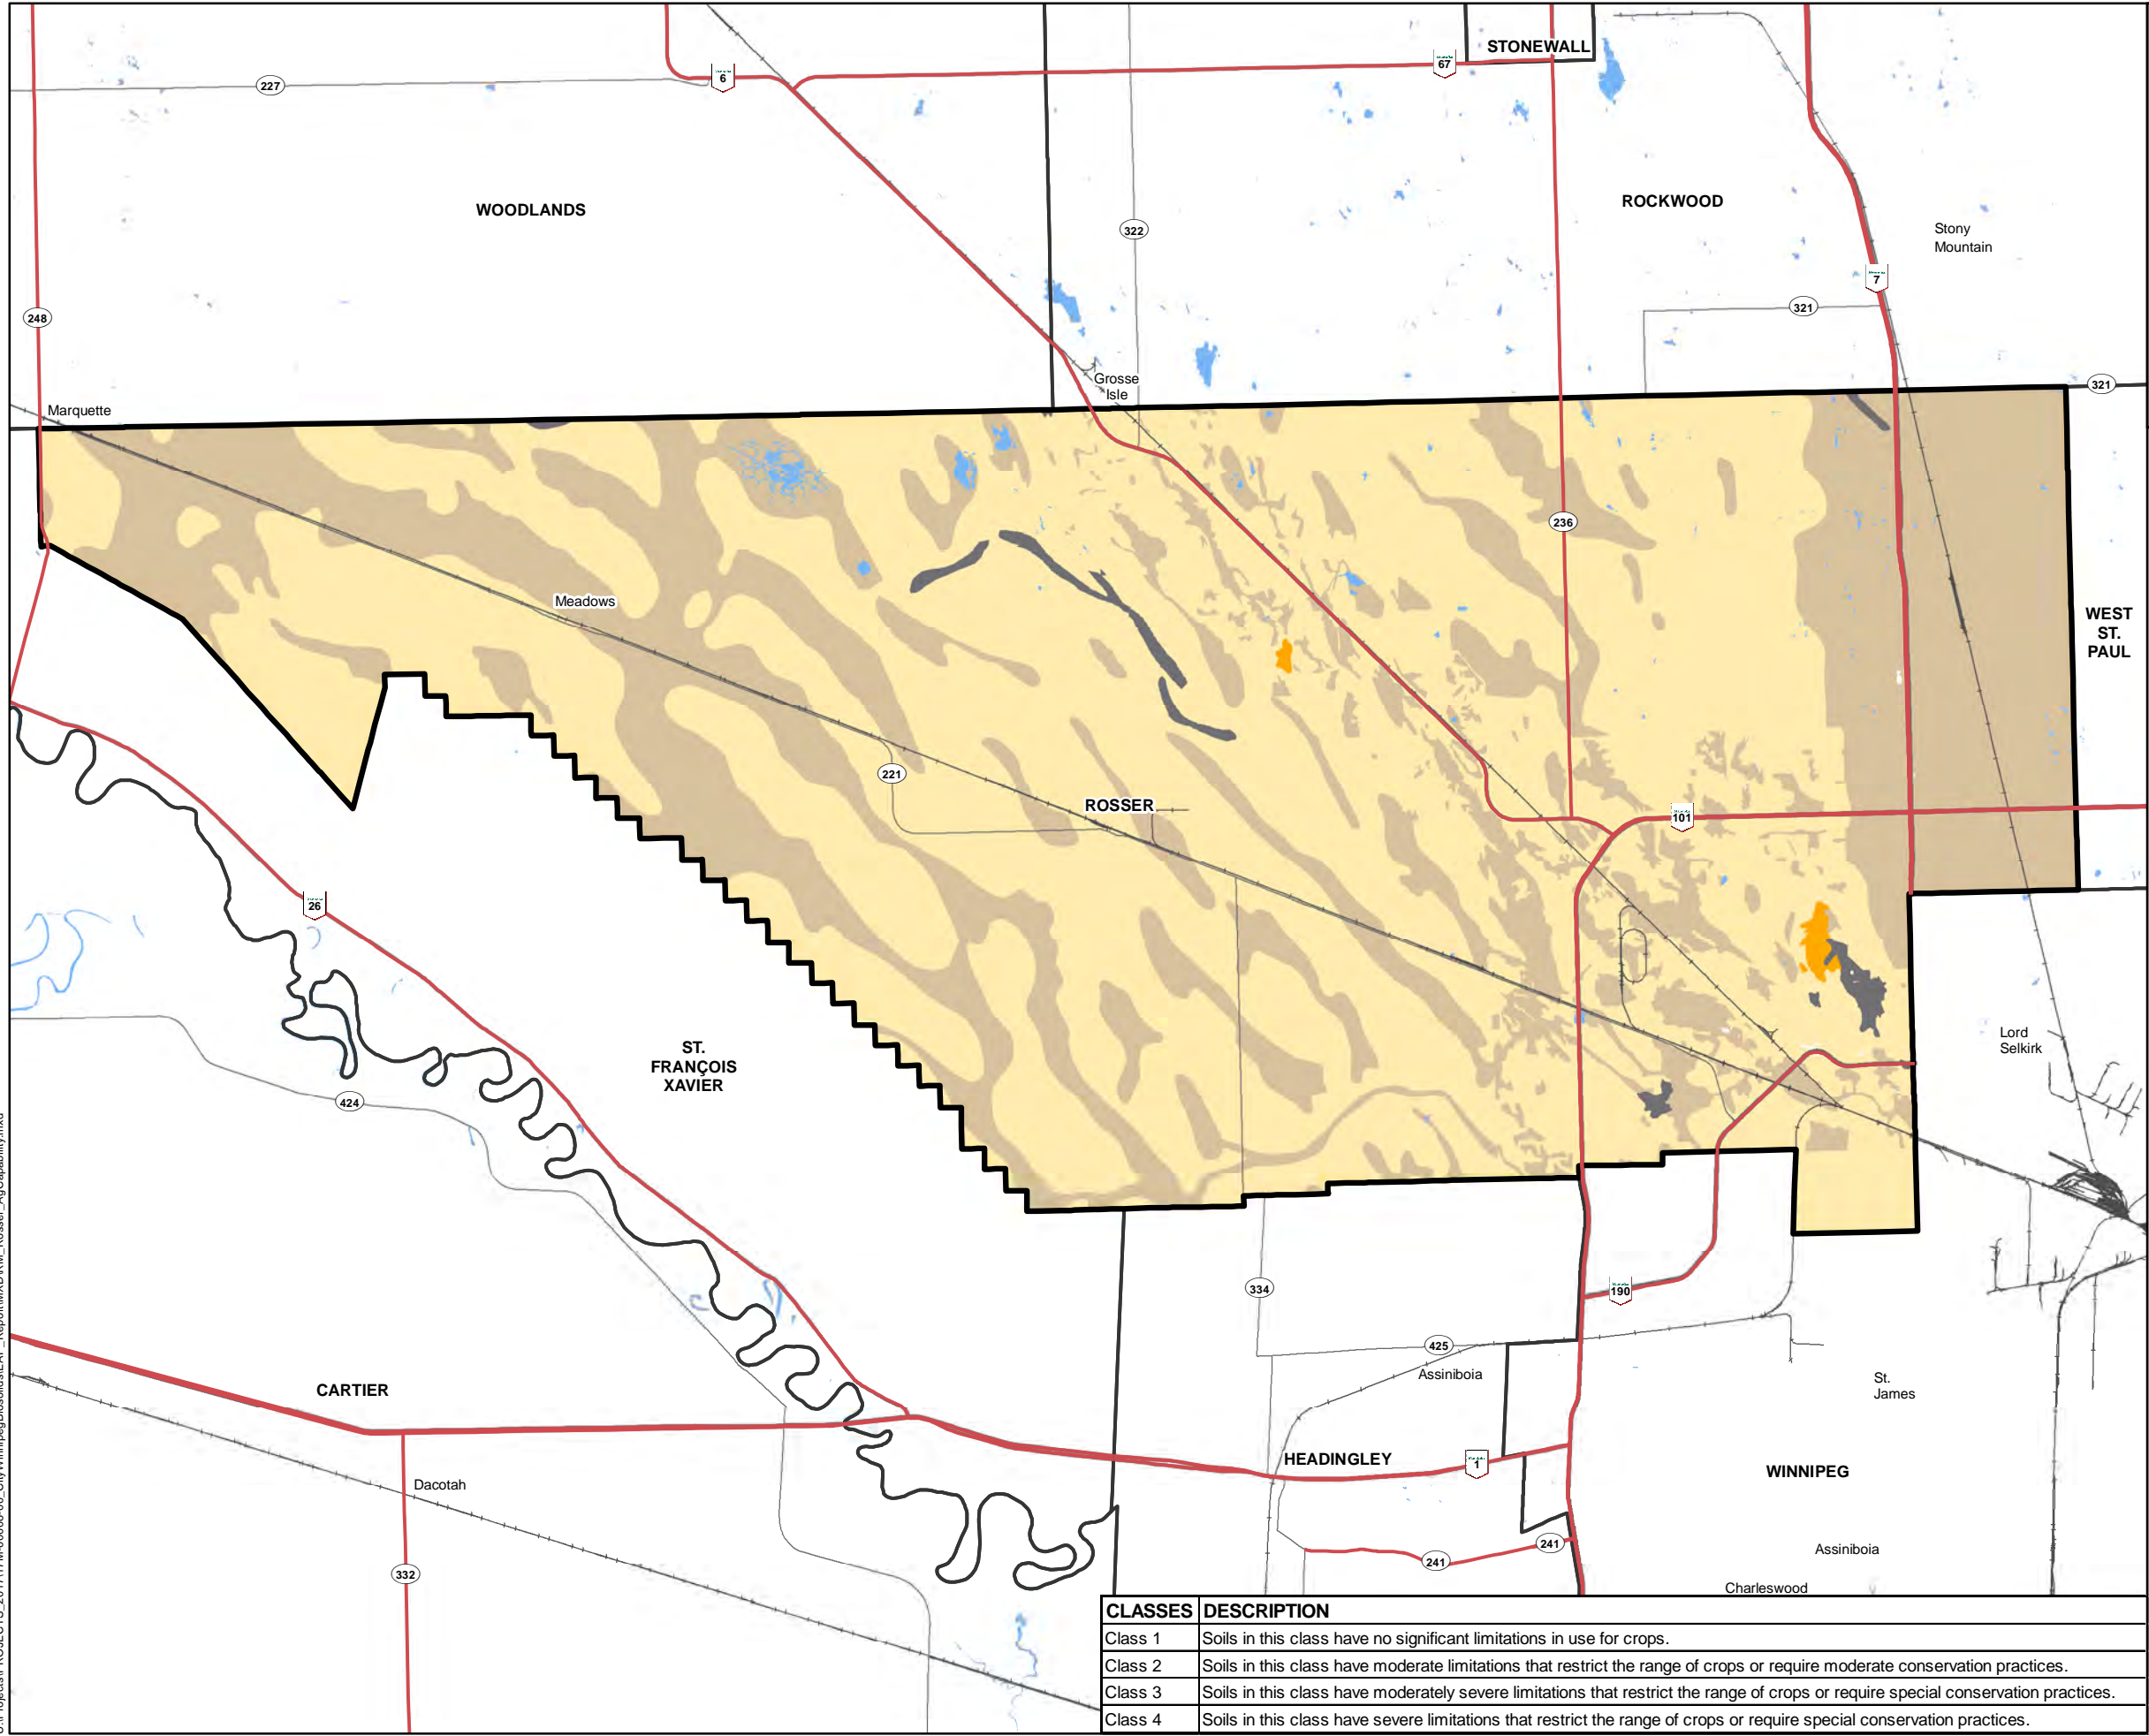 STONEWALL
67
6
227
WOODLANDS
ROCKWOOD
322
Stony
Mountain
7
321
248
Grosse
Isle
321
Marquette
236
Meadows
WEST
ST.
PAUL
221
ROSSER
101
26
Lord
Selkirk
ST.
FRANÇOIS
XAVIER
424
334
190
425
Assiniboia
St.
James
CARTIER
HEADINGLEY
1
WINNIPEG
Dacotah
241
241
Assiniboia
332
Charleswood
CLASSES DESCRIPTION
Class 1 Soils in this class have no significant limitations in use for crops.
Class 2 Soils in this class have moderate limitations that restrict the range of crops or require moderate conservation practices.
Class 3 Soils in this class have moderately severe limitations that restrict the range of crops or require special conservation practices.
Class 4 Soils in this class have severe limitations that restrict the range of crops or require special conservation practices.